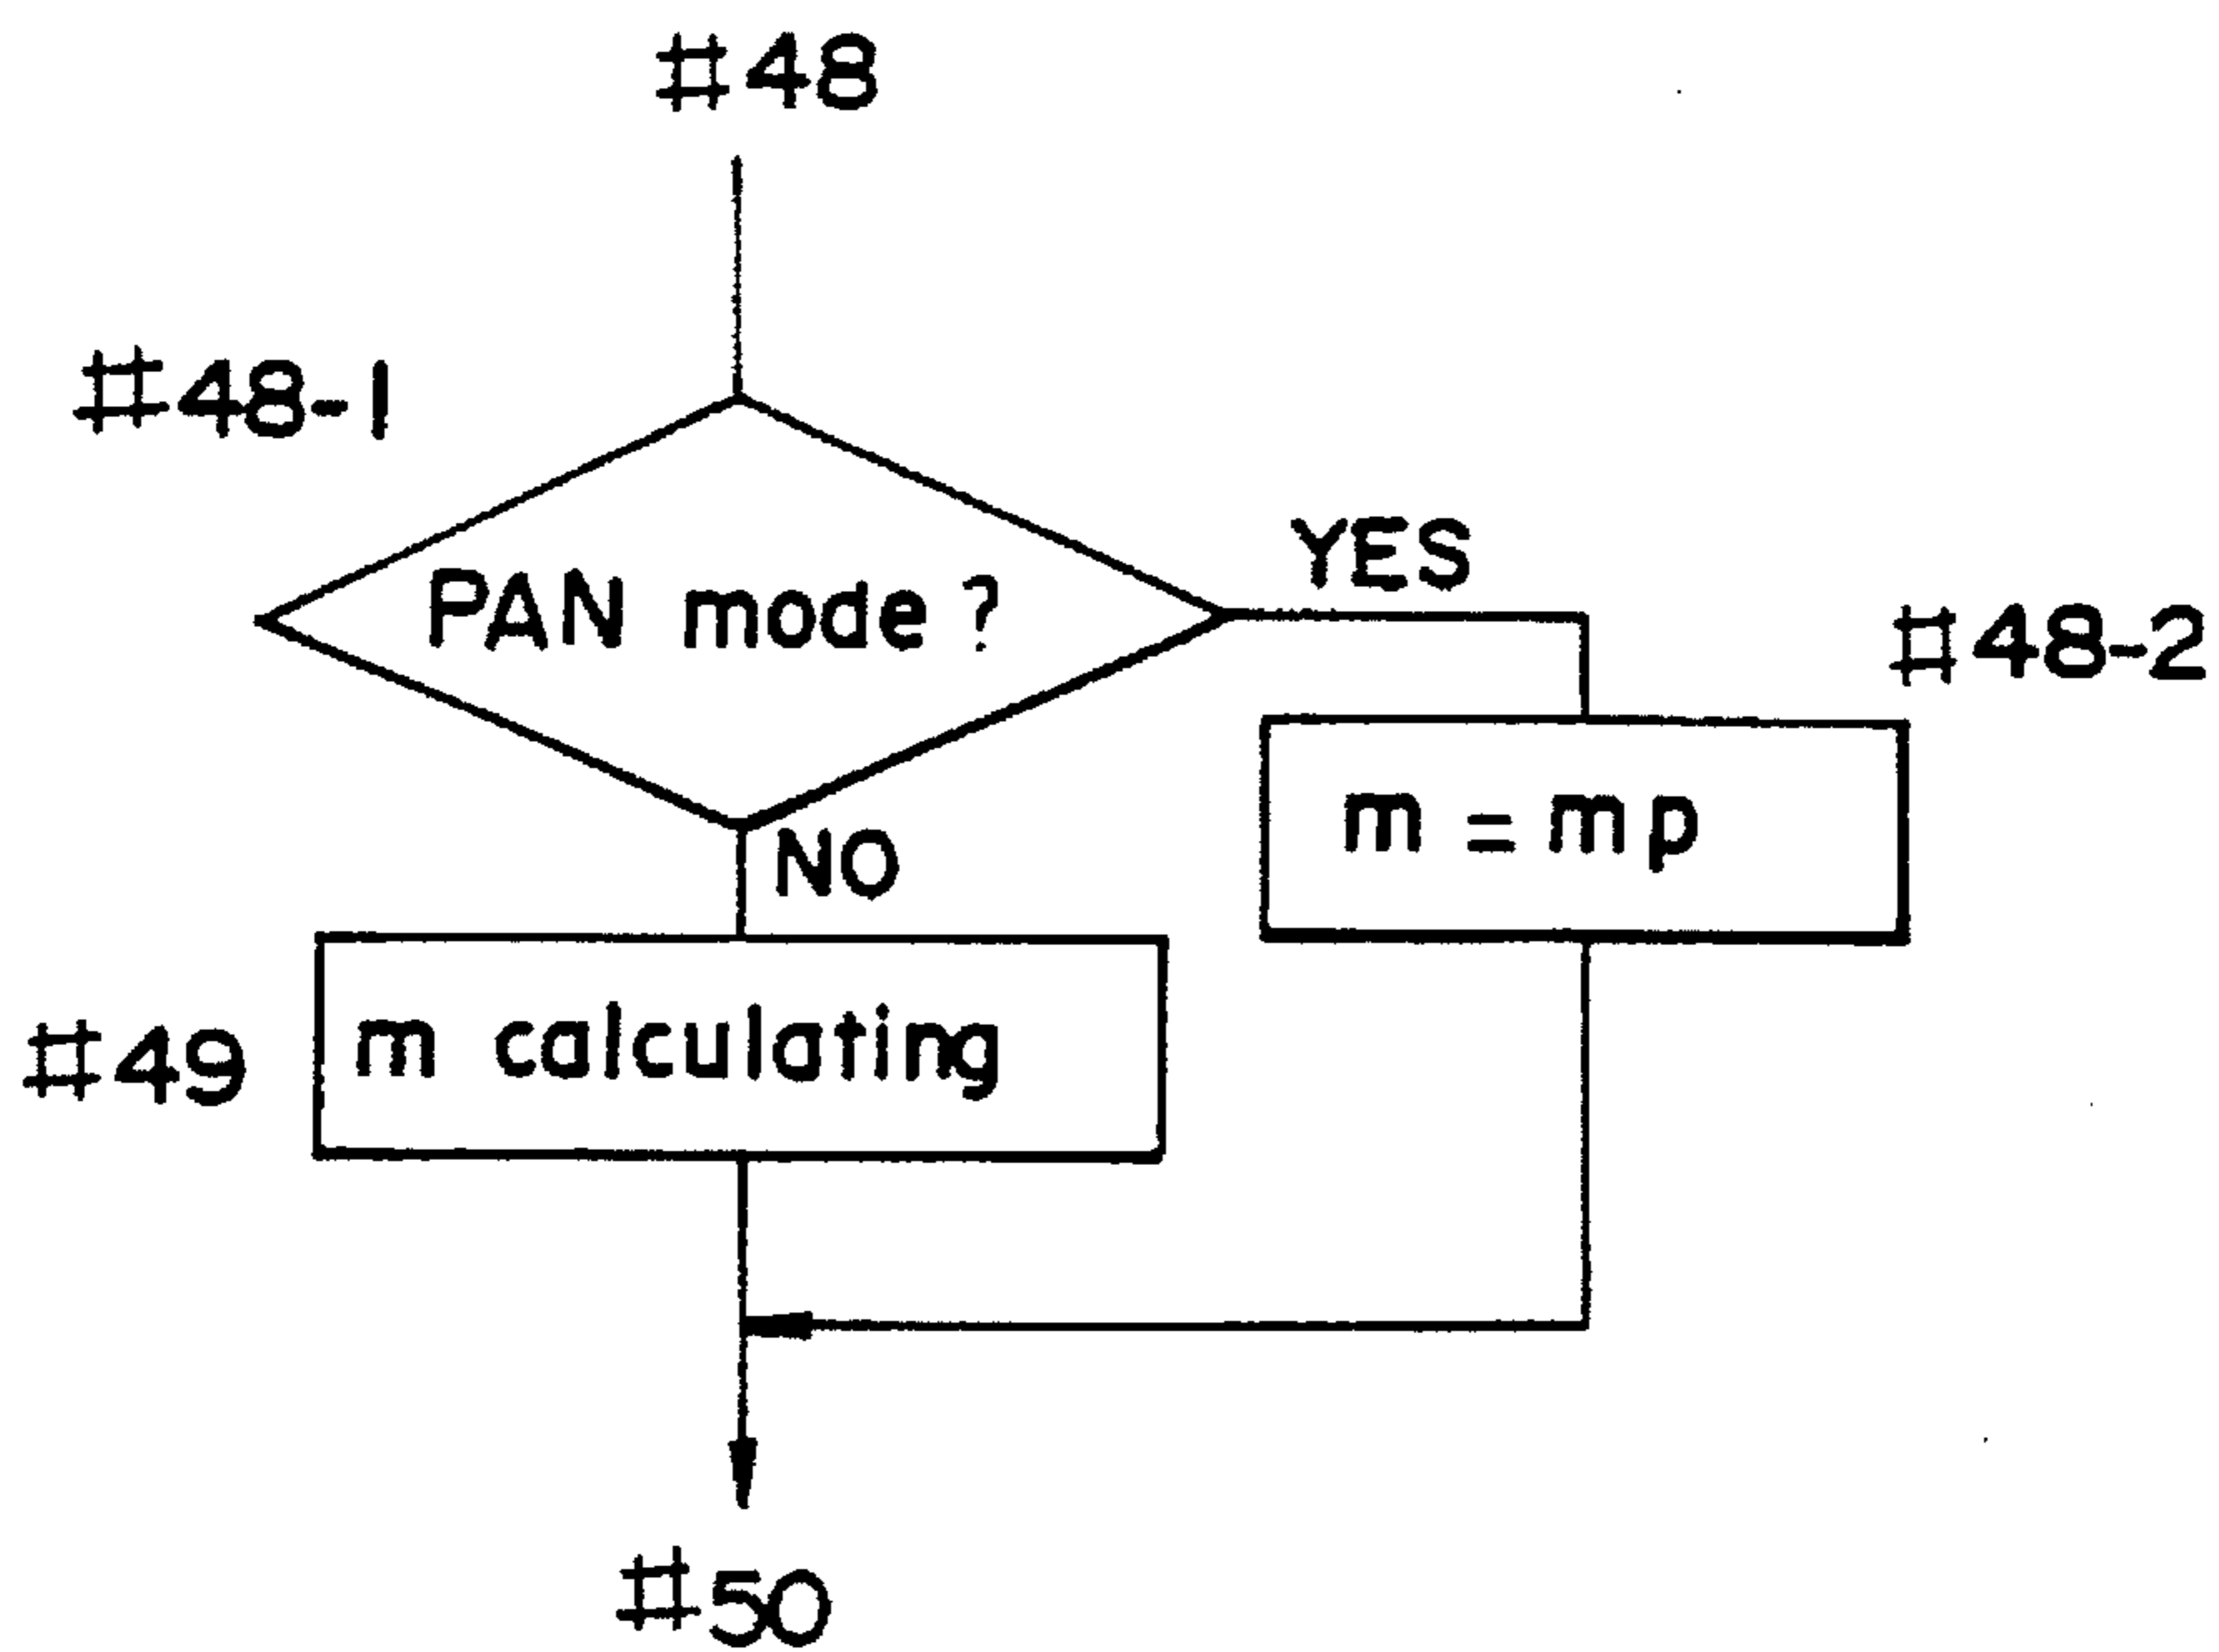 #48
#48-1
PAN mode ?
YES
#48-2
m = mp
NO
#49
m calculating
#50